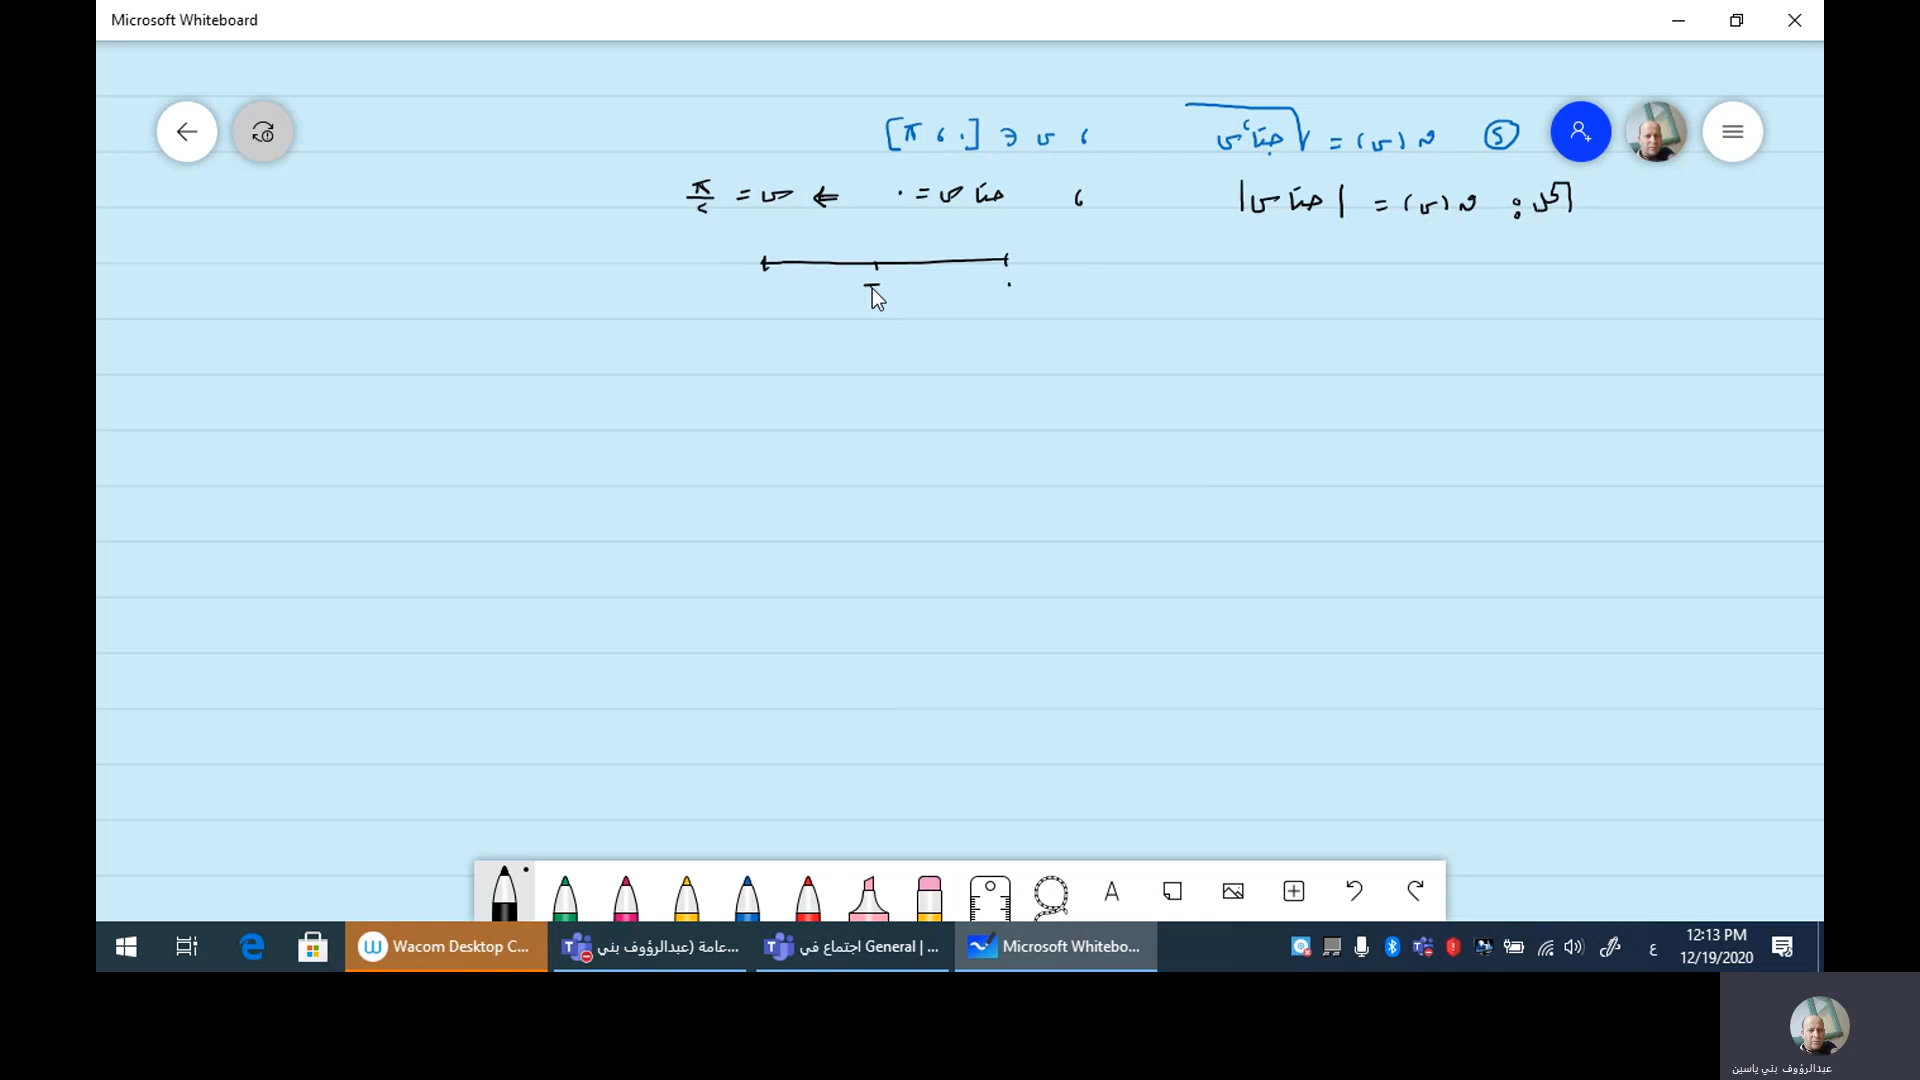 Microsoft Whiteboard
② ق(س) = √جتا²س ، س ∈ [٠ ، π]
الحل : ق(س) = |جتاس| ، جتاس = ٠ ⇐ س = π/٢
٠
W Wacom Desktop C...
عامة (عبدالرؤوف بني...
اجتماع في General | ...
Microsoft Whitebo...
ع
12:13 PM
12/19/2020
عبدالرؤوف بني ياسين